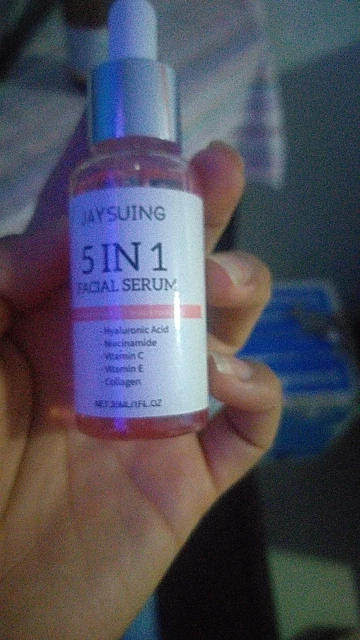 JAYSUING
5 IN 1
FACIAL SERUM
- Hyaluronic Acid
- Niacinamide
- Vitamin C
- Vitamin E
- Collagen
NET:30ML/1FL.OZ